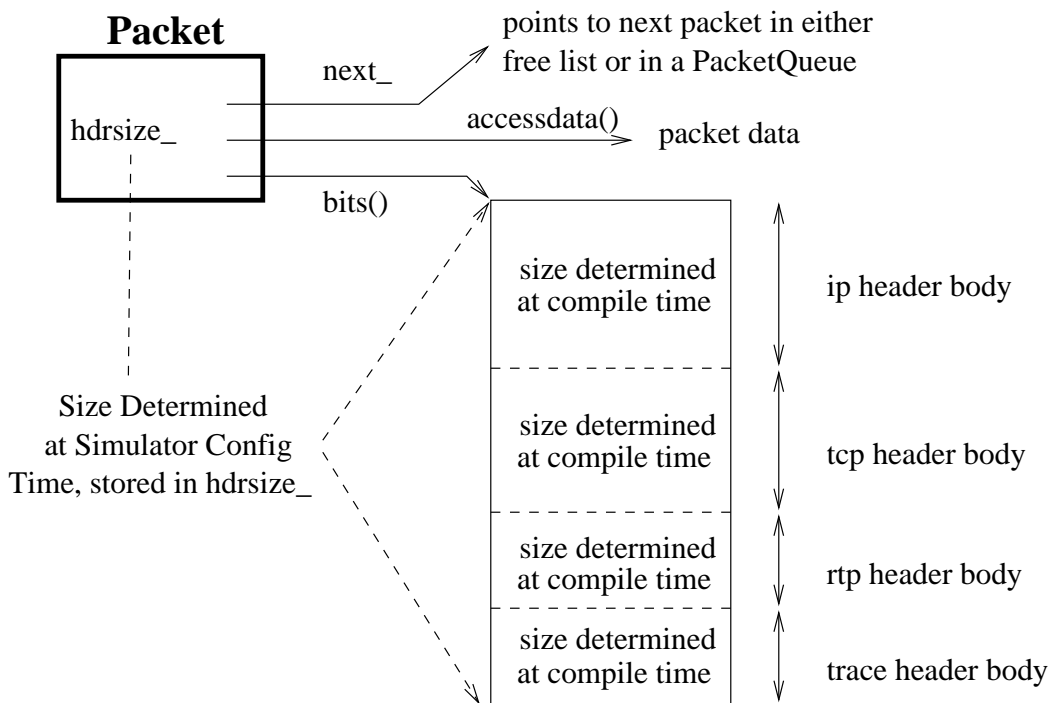 Packet
points to next packet in either
free list or in a PacketQueue
next_
hdrsize_
accessdata()
packet data
bits()
size determined
at compile time
ip header body
Size Determined
at Simulator Config
Time, stored in hdrsize_
size determined
at compile time
tcp header body
size determined
at compile time
rtp header body
size determined
at compile time
trace header body